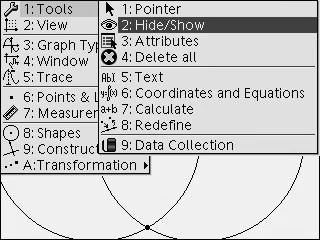 1: Tools
2: View
3: Graph Typ
4: Window
5: Trace
6: Points & L
7: Measurem
8: Shapes
9: Construct
A: Transformation
1: Pointer
2: Hide/Show
3: Attributes
4: Delete all
5: Text
6: Coordinates and Equations
7: Calculate
8: Redefine
9: Data Collection